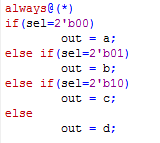 always@(*)
if(sel=2'b00)
out = a;
else if(sel=2'b01)
out = b;
else if(sel=2'b10)
out = c;
else
out = d;